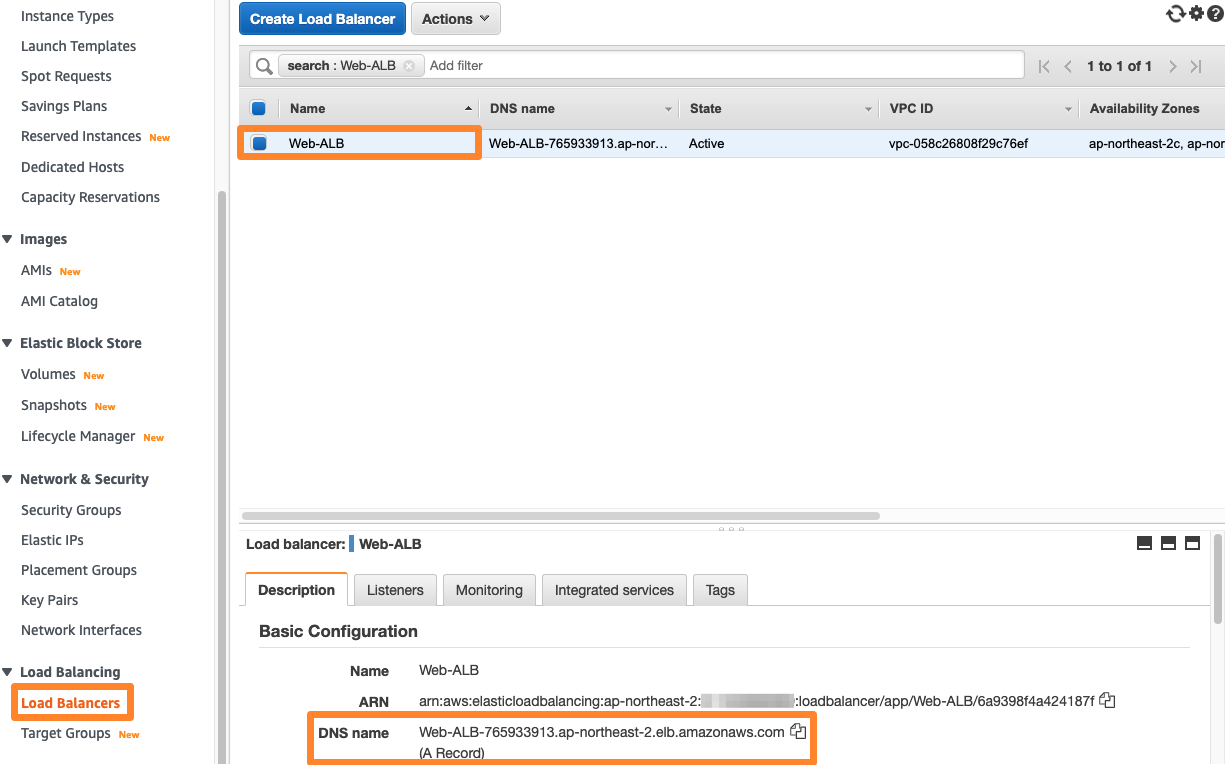 Instance Types
Launch Templates
Spot Requests
Savings Plans
Reserved Instances New
Dedicated Hosts
Capacity Reservations
Images
AMIs New
AMI Catalog
Elastic Block Store
Volumes New
Snapshots New
Lifecycle Manager New
Network & Security
Security Groups
Elastic IPs
Placement Groups
Key Pairs
Network Interfaces
Load Balancing
Load Balancers
Target Groups New
Create Load Balancer Actions
search : Web-ALB Add filter 1 to 1 of 1
Name DNS name State VPC ID Availability Zones
Web-ALB Web-ALB-765933913.ap-nor... Active vpc-058c26808f29c76ef ap-northeast-2c, ap-nor
Load balancer: Web-ALB
Description Listeners Monitoring Integrated services Tags
Basic Configuration
Name Web-ALB
ARN arn:aws:elasticloadbalancing:ap-northeast-2: :loadbalancer/app/Web-ALB/6a9398f4a424187f
DNS name Web-ALB-765933913.ap-northeast-2.elb.amazonaws.com
(A Record)